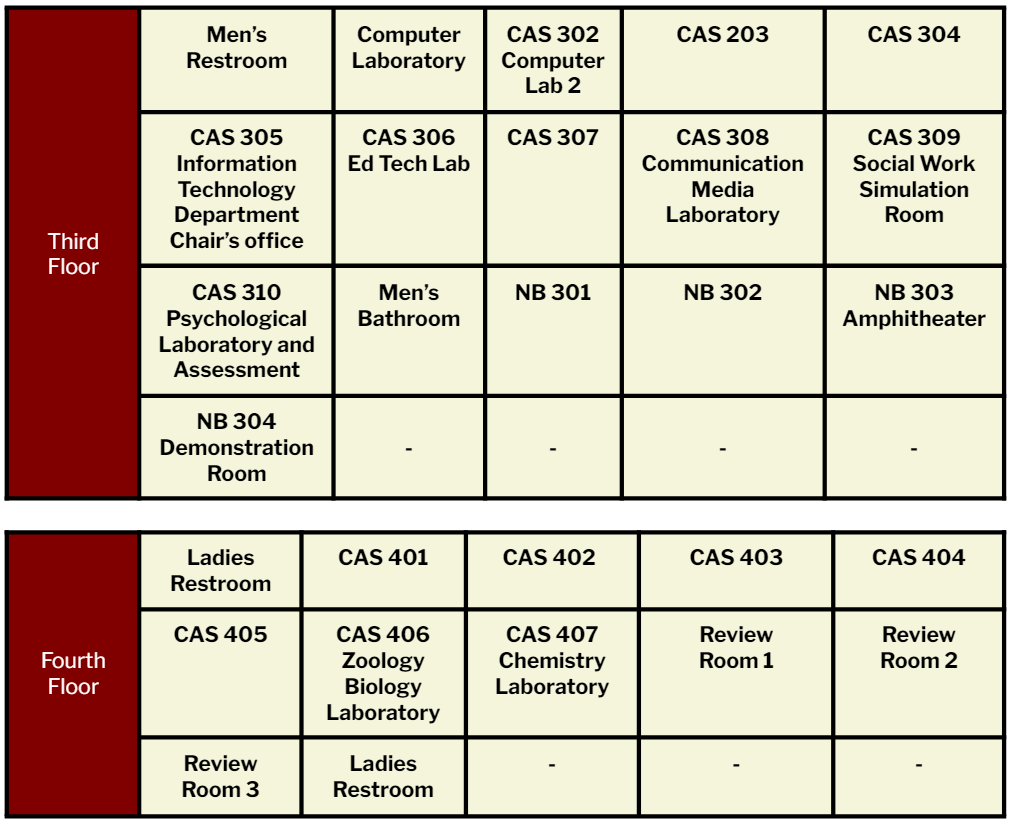 Third
Floor
Men's
Restroom
Computer
Laboratory
CAS 302
Computer
Lab 2
CAS 203
CAS 304
CAS 305
Information
Technology
Department
Chair's office
CAS 306
Ed Tech Lab
CAS 307
CAS 308
Communication
Media
Laboratory
CAS 309
Social Work
Simulation
Room
CAS 310
Psychological
Laboratory and
Assessment
Men's
Bathroom
NB 301
NB 302
NB 303
Amphitheater
NB 304
Demonstration
Room
-
-
-
-
Fourth
Floor
Ladies
Restroom
CAS 401
CAS 402
CAS 403
CAS 404
CAS 405
CAS 406
Zoology
Biology
Laboratory
CAS 407
Chemistry
Laboratory
Review
Room 1
Review
Room 2
Review
Room 3
Ladies
Restroom
-
-
-